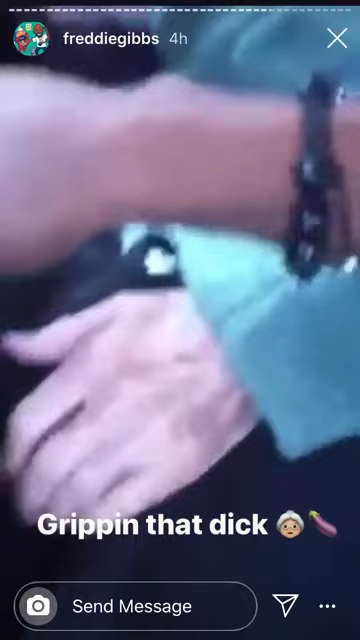 freddiegibbs 4h
Grippin that dick 👵🏽🍆
Send Message